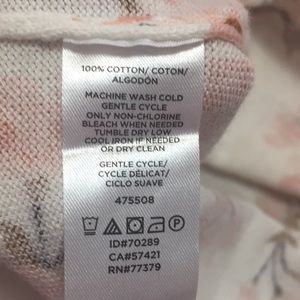 100% COTTON/ COTON/
ALGODÓN
MACHINE WASH COLD
GENTLE CYCLE
ONLY NON-CHLORINE
BLEACH WHEN NEEDED
TUMBLE DRY LOW
COOL IRON IF NEEDED
OR DRY CLEAN
GENTLE CYCLE/
CYCLE DÉLICAT/
CICLO SUAVE
475508
ID#70289
CA#57421
RN#77379